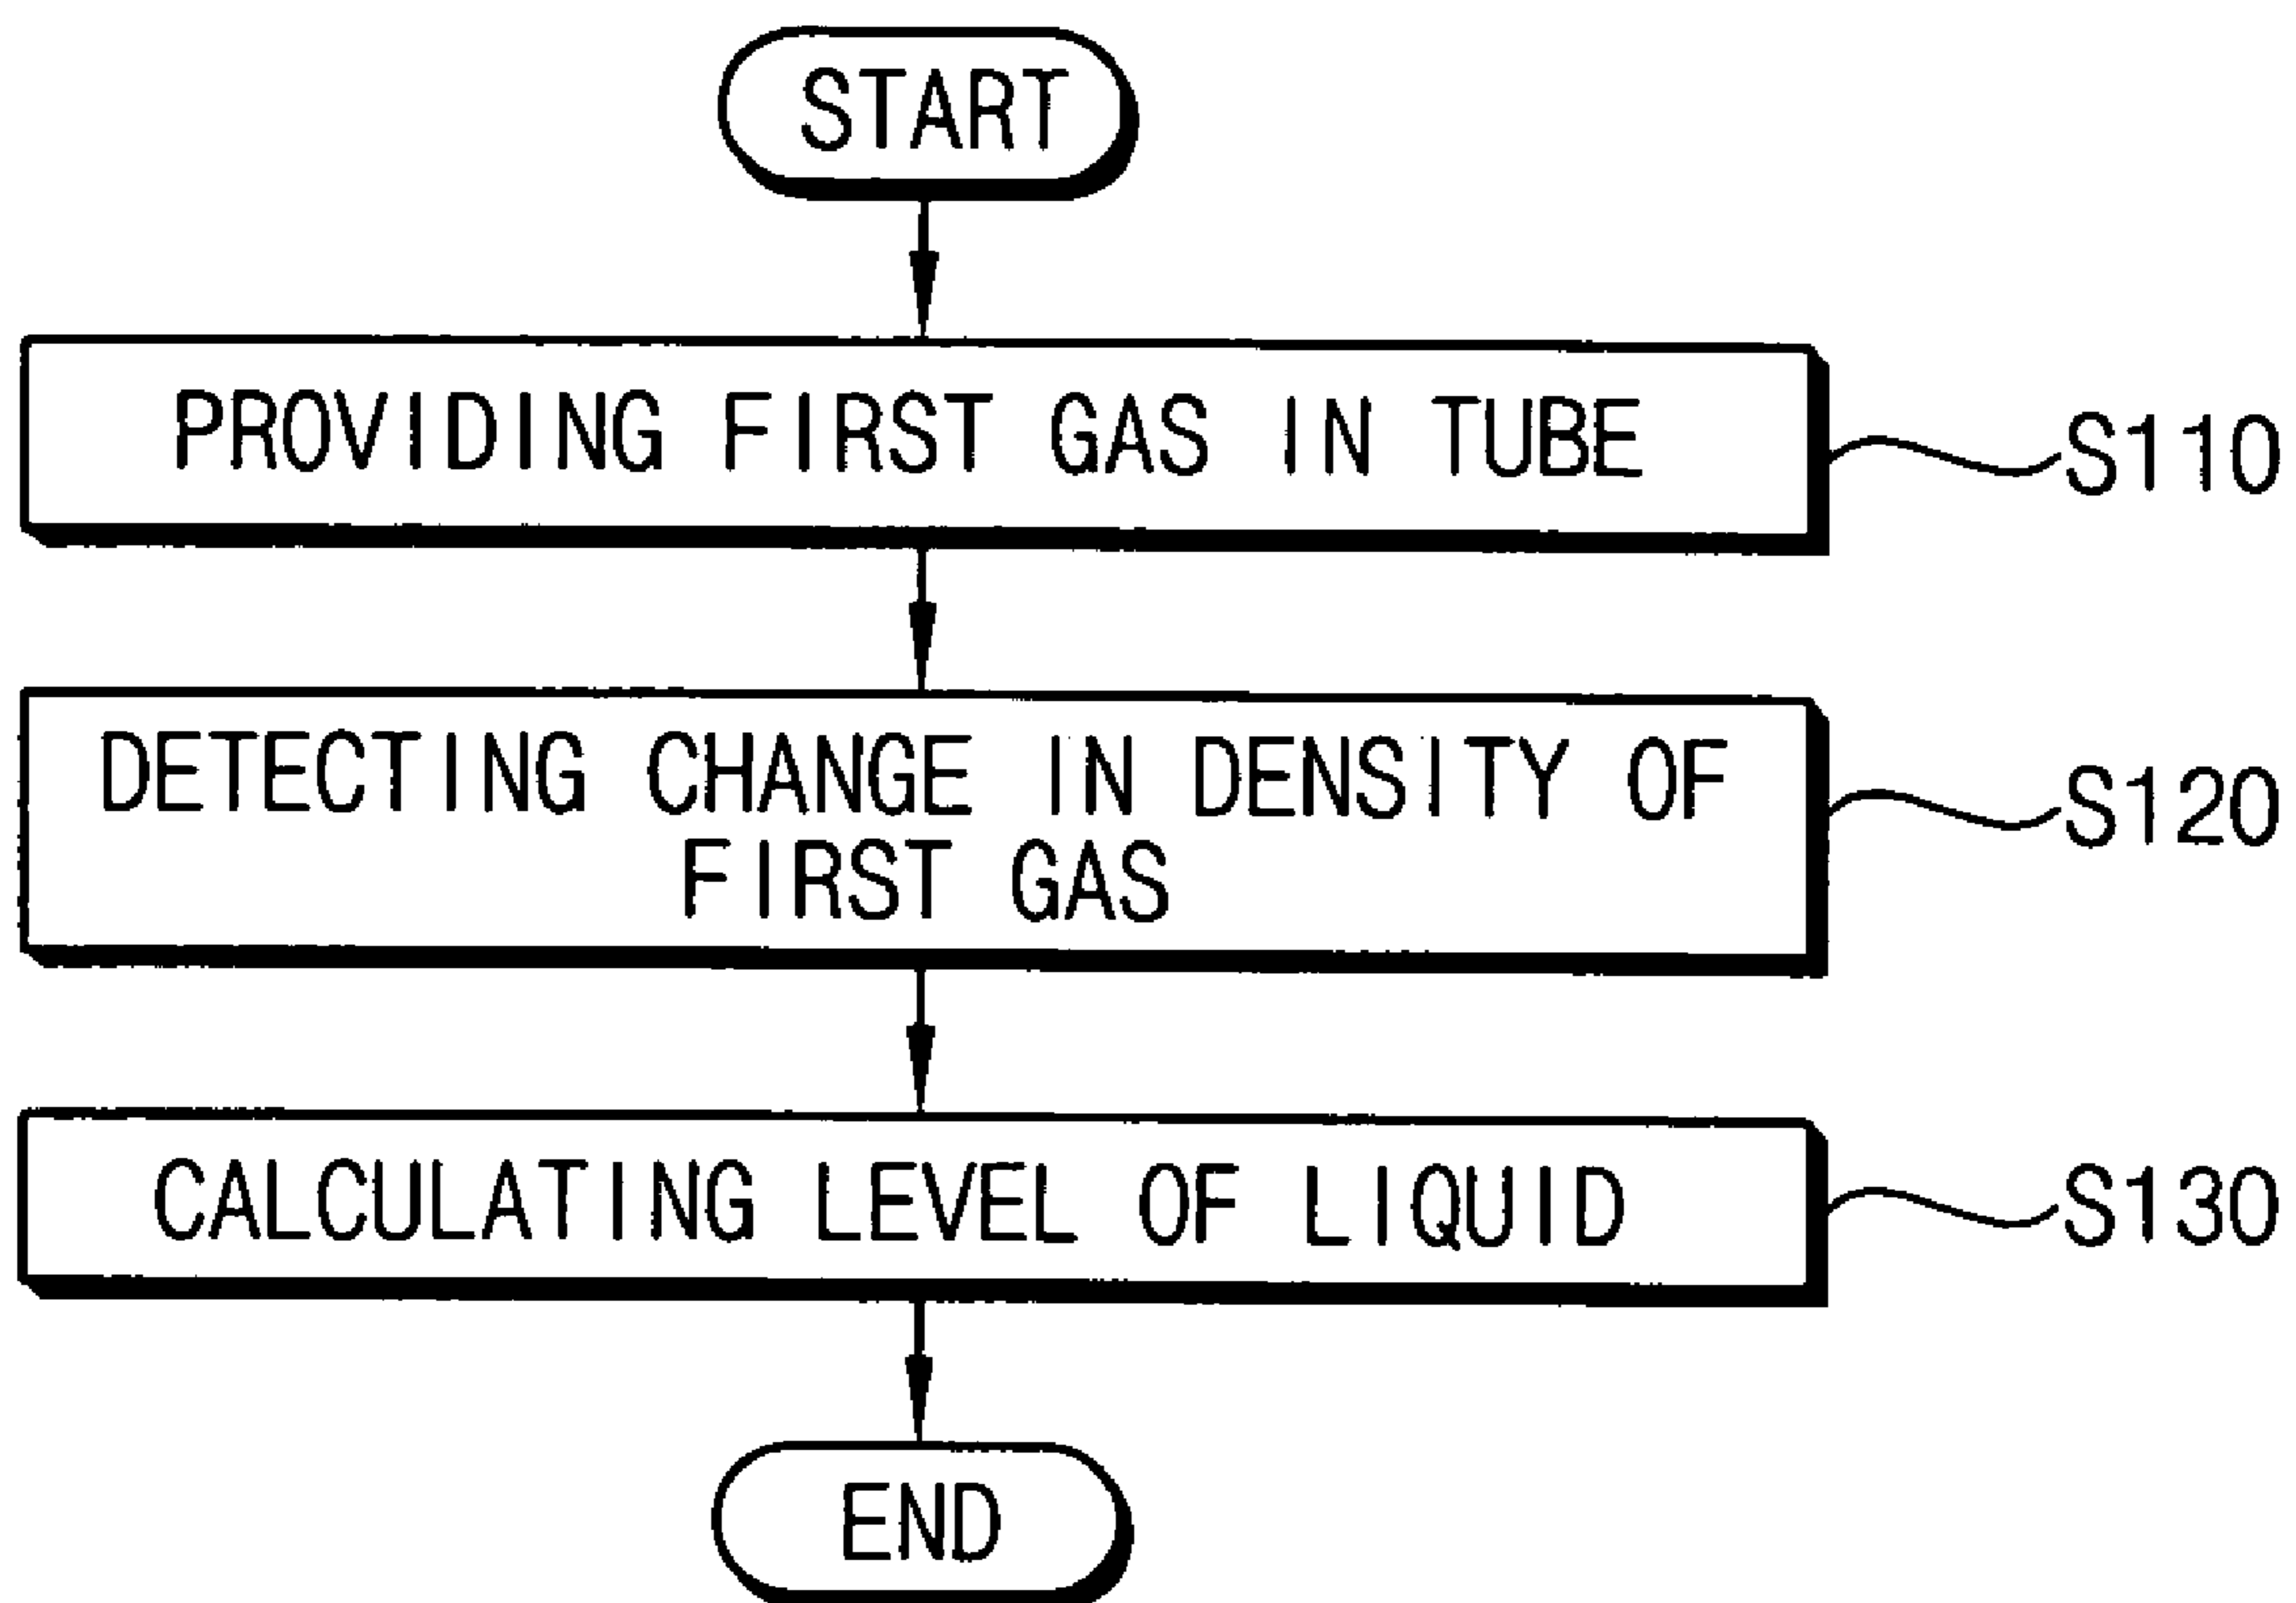 START
PROVIDING FIRST GAS IN TUBE
S110
DETECTING CHANGE IN DENSITY OF
FIRST GAS
S120
CALCULATING LEVEL OF LIQUID
S130
END